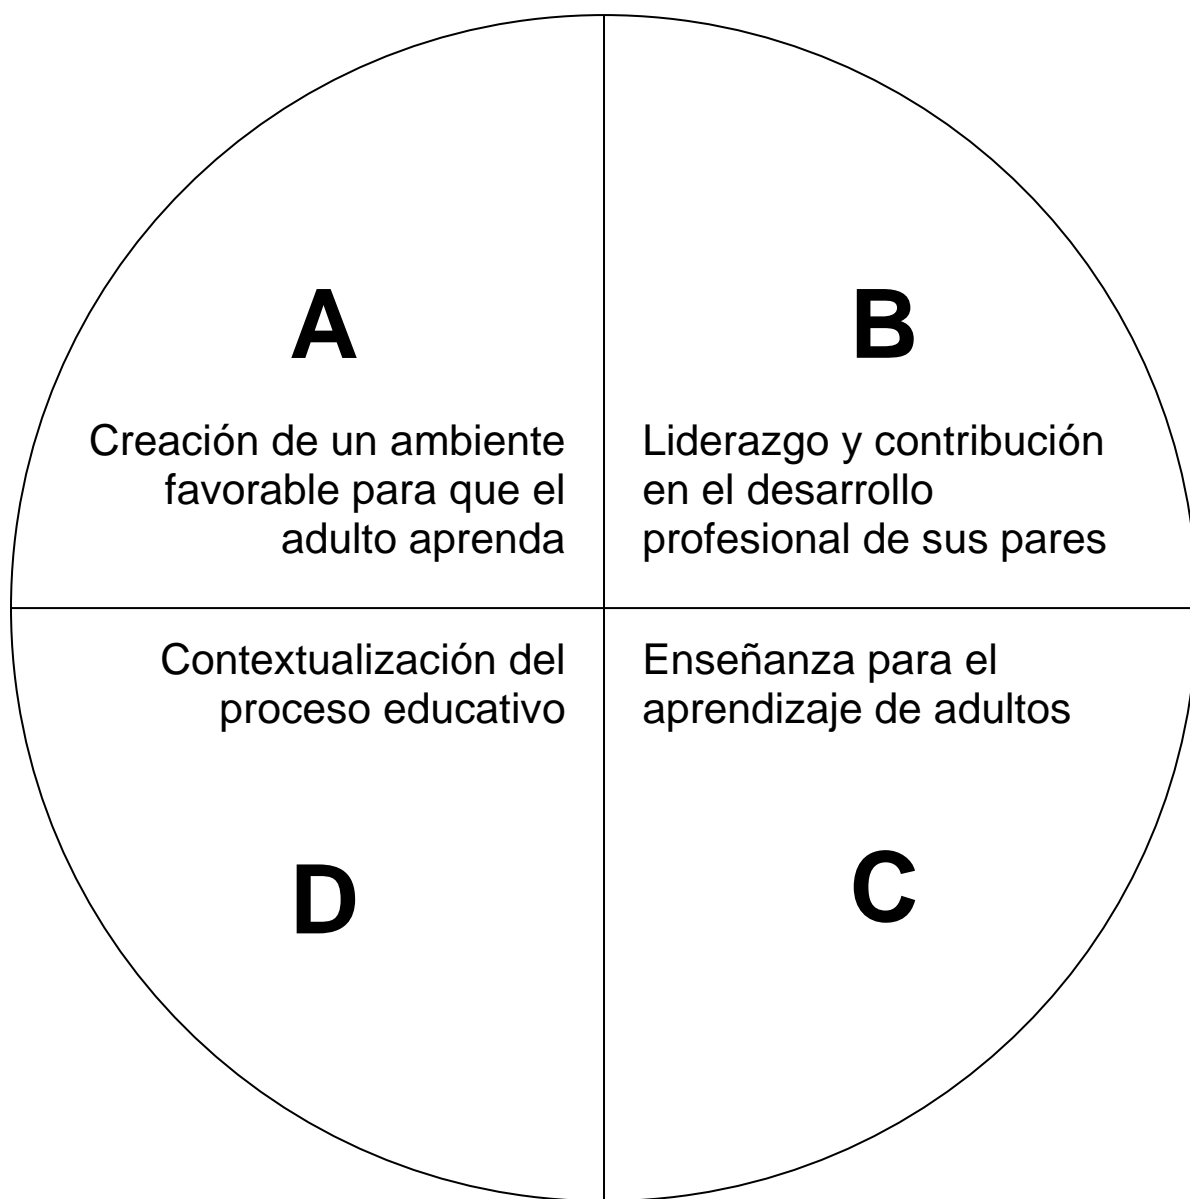 A
Creación de un ambiente
favorable para que el
adulto aprenda
B
Liderazgo y contribución
en el desarrollo
profesional de sus pares
Contextualización del
proceso educativo
D
Enseñanza para el
aprendizaje de adultos
C